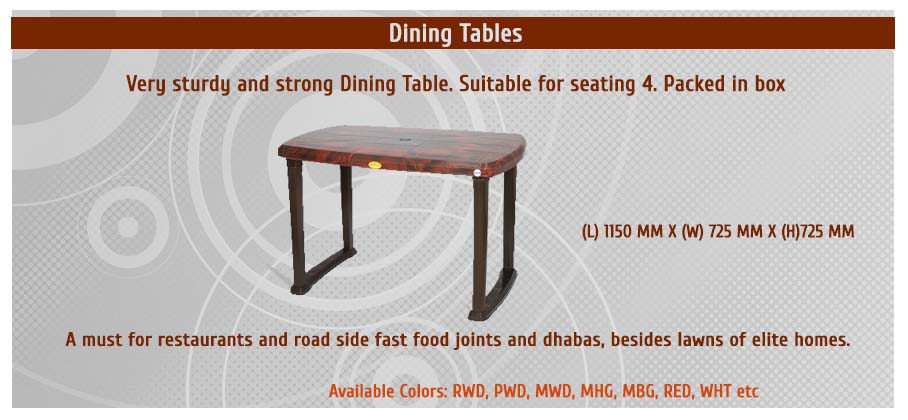 Dining Tables
Very sturdy and strong Dining Table. Suitable for seating 4. Packed in box
(L) 1150 MM X (W) 725 MM X (H)725 MM
A must for restaurants and road side fast food joints and dhabas, besides lawns of elite homes.
Available Colors: RWD, PWD, MWD, MHG, MBG, RED, WHT etc